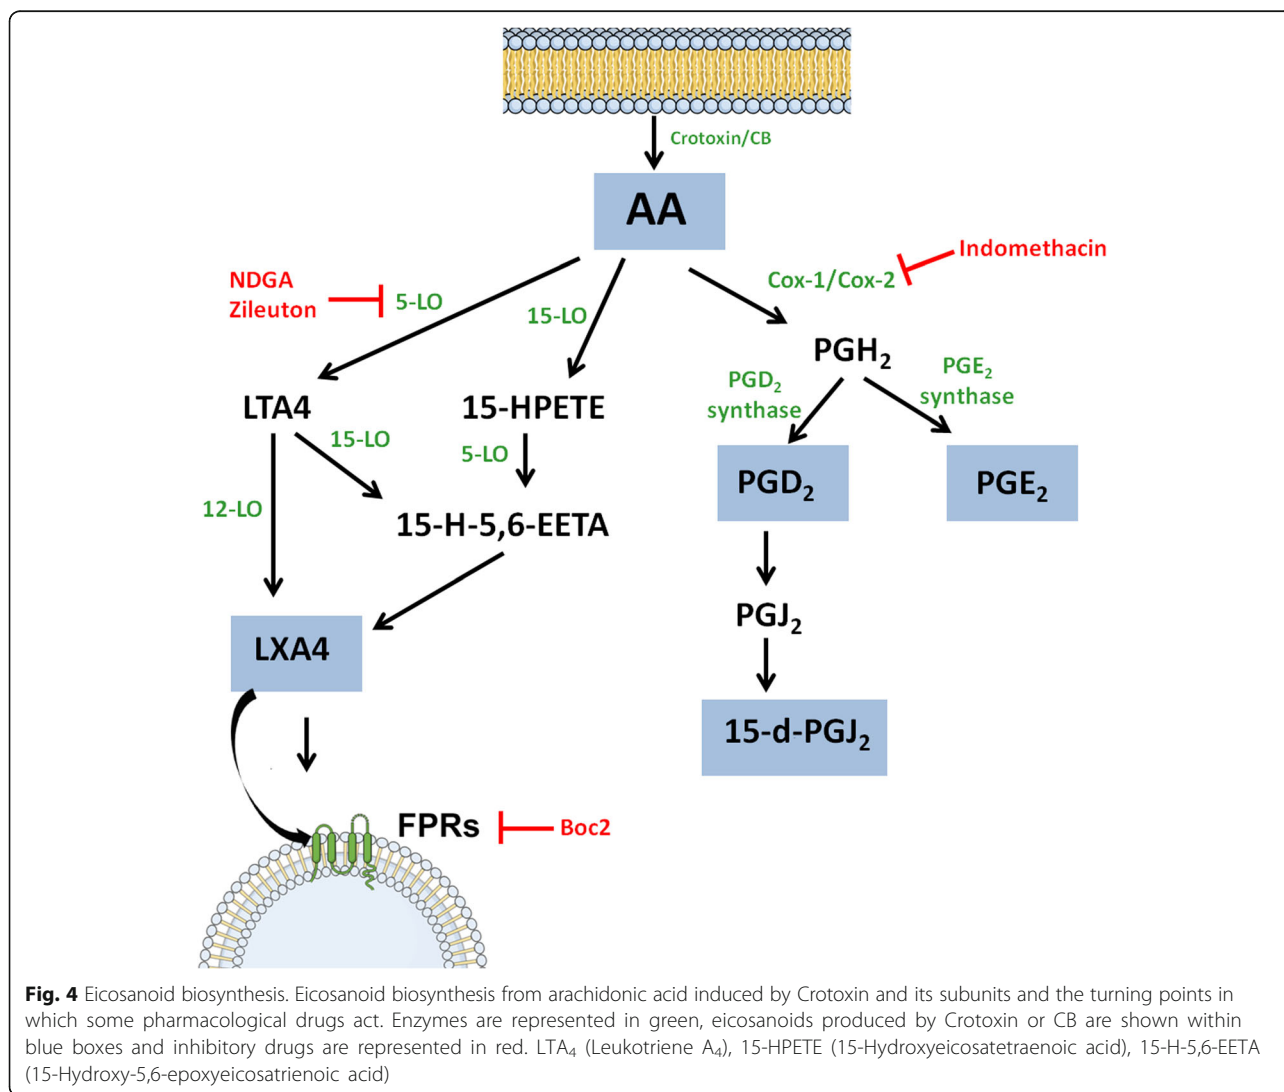 Crotoxin/CB
AA
Indomethacin
NDGA
Zileuton
5-LO
15-LO
Cox-1/Cox-2
PGH₂
PGD₂
synthase
PGE₂
synthase
LTA4
15-HPETE
15-LO
5-LO
PGD₂
PGE₂
12-LO
15-H-5,6-EETA
PGJ₂
LXA4
15-d-PGJ₂
FPRs
Boc2
Fig. 4 Eicosanoid biosynthesis. Eicosanoid biosynthesis from arachidonic acid induced by Crotoxin and its subunits and the turning points in
which some pharmacological drugs act. Enzymes are represented in green, eicosanoids produced by Crotoxin or CB are shown within
blue boxes and inhibitory drugs are represented in red. LTA₄ (Leukotriene A₄), 15-HPETE (15-Hydroxyeicosatetraenoic acid), 15-H-5,6-EETA
(15-Hydroxy-5,6-epoxyeicosatrienoic acid)